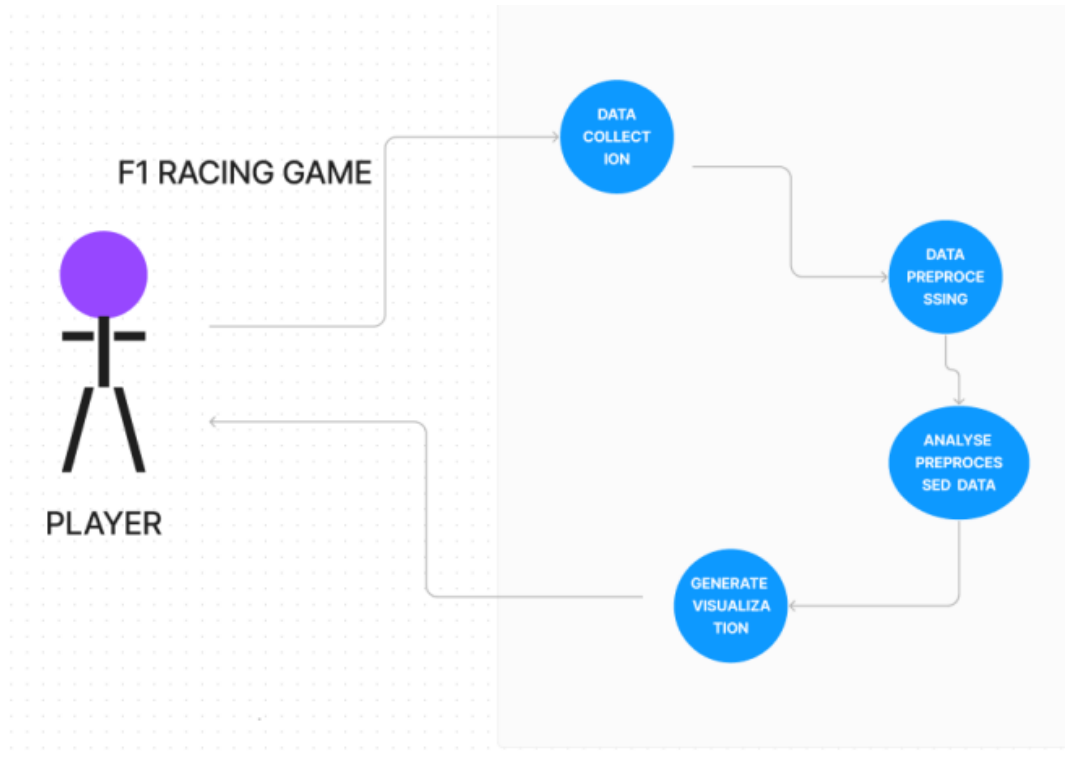 F1 RACING GAME
PLAYER
DATA
COLLECT
ION
DATA
PREPROCE
SSING
ANALYSE
PREPROCES
SED DATA
GENERATE
VISUALIZA
TION